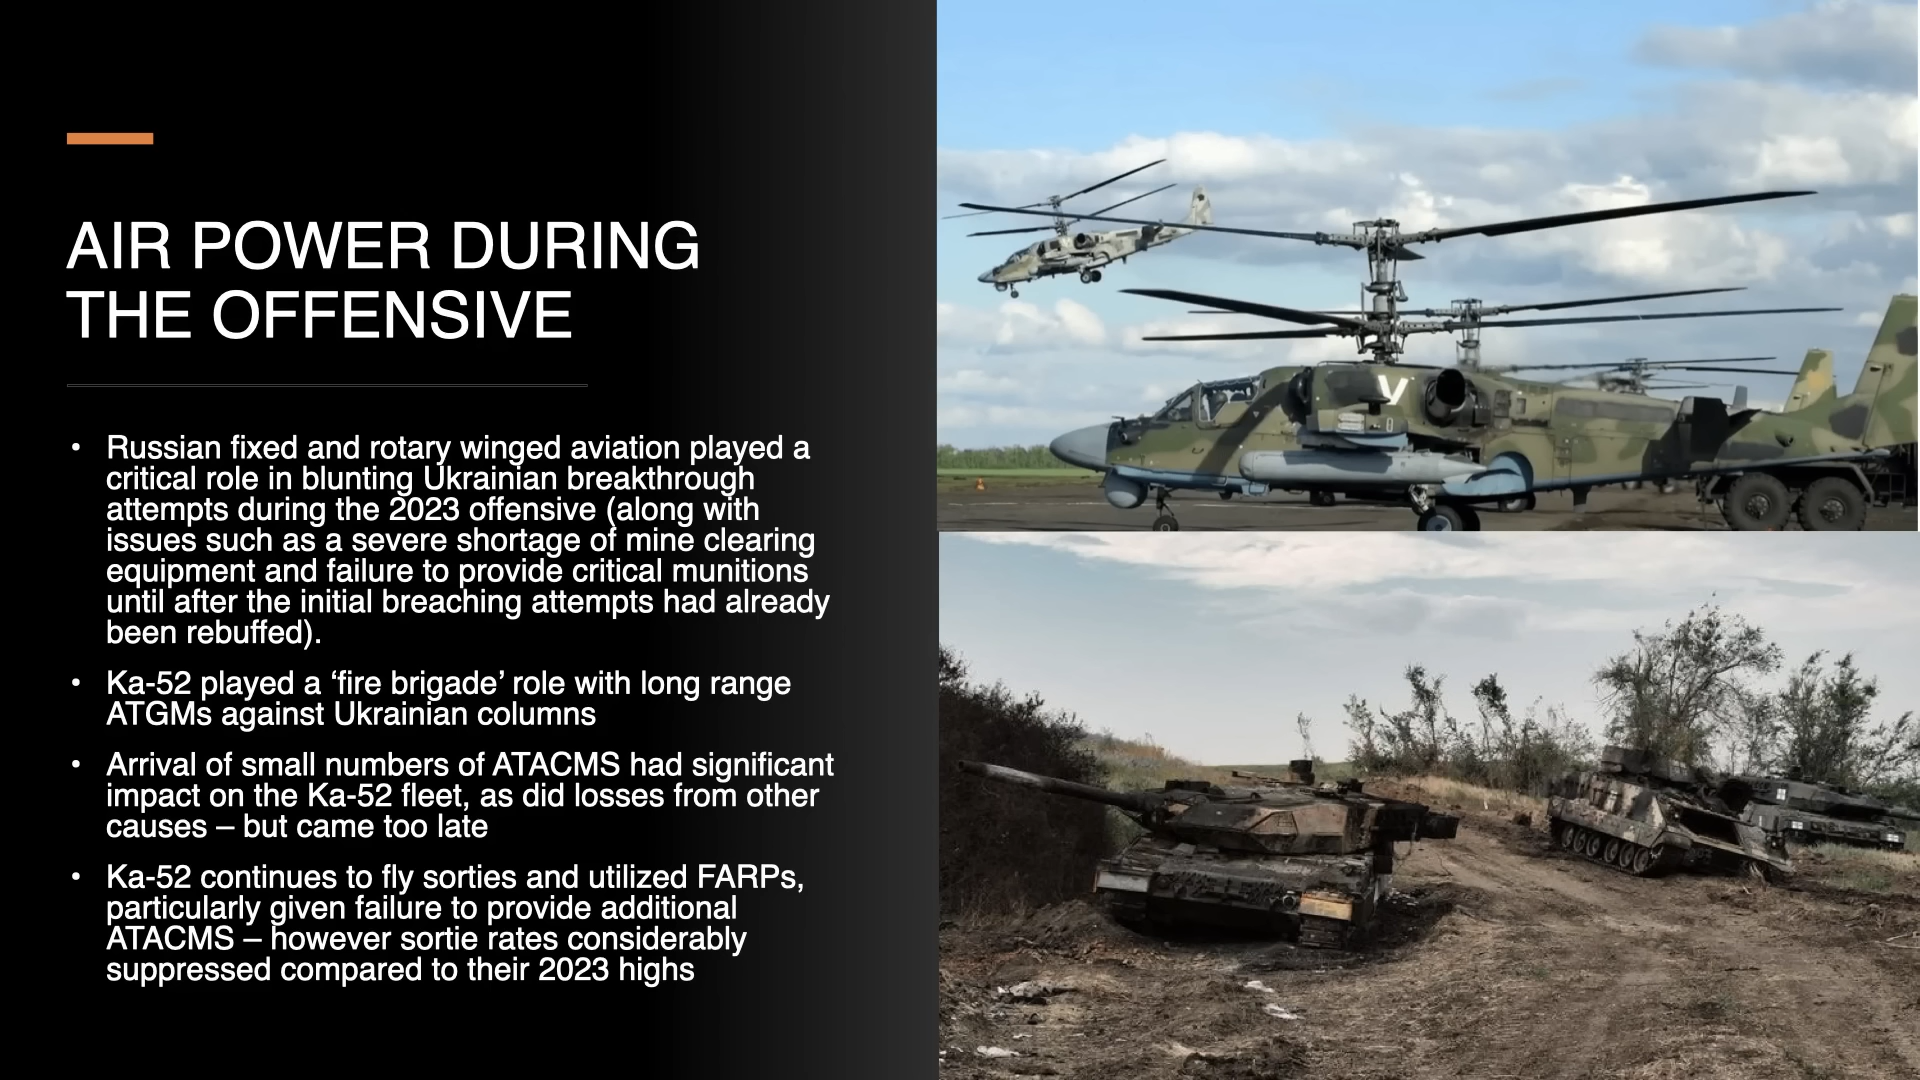 AIR POWER DURING
THE OFFENSIVE
• Russian fixed and rotary winged aviation played a
critical role in blunting Ukrainian breakthrough
attempts during the 2023 offensive (along with
issues such as a severe shortage of mine clearing
equipment and failure to provide critical munitions
until after the initial breaching attempts had already
been rebuffed).
• Ka-52 played a ‘fire brigade’ role with long range
ATGMs against Ukrainian columns
• Arrival of small numbers of ATACMS had significant
impact on the Ka-52 fleet, as did losses from other
causes – but came too late
• Ka-52 continues to fly sorties and utilized FARPs,
particularly given failure to provide additional
ATACMS – however sortie rates considerably
suppressed compared to their 2023 highs
V